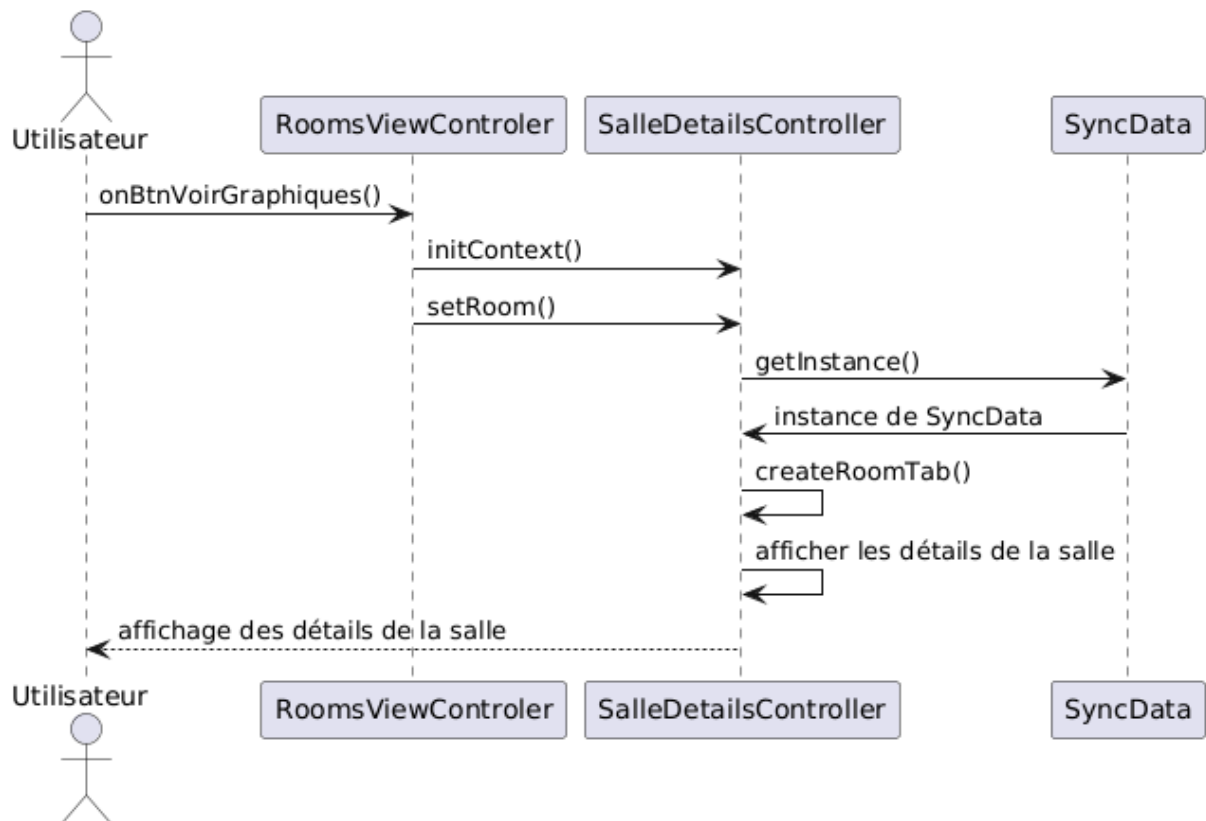 Utilisateur
RoomsViewControler
SalleDetailsController
SyncData
onBtnVoirGraphiques()
initContext()
setRoom()
getInstance()
instance de SyncData
createRoomTab()
afficher les détails de la salle
affichage des détails de la salle
Utilisateur
RoomsViewControler
SalleDetailsController
SyncData